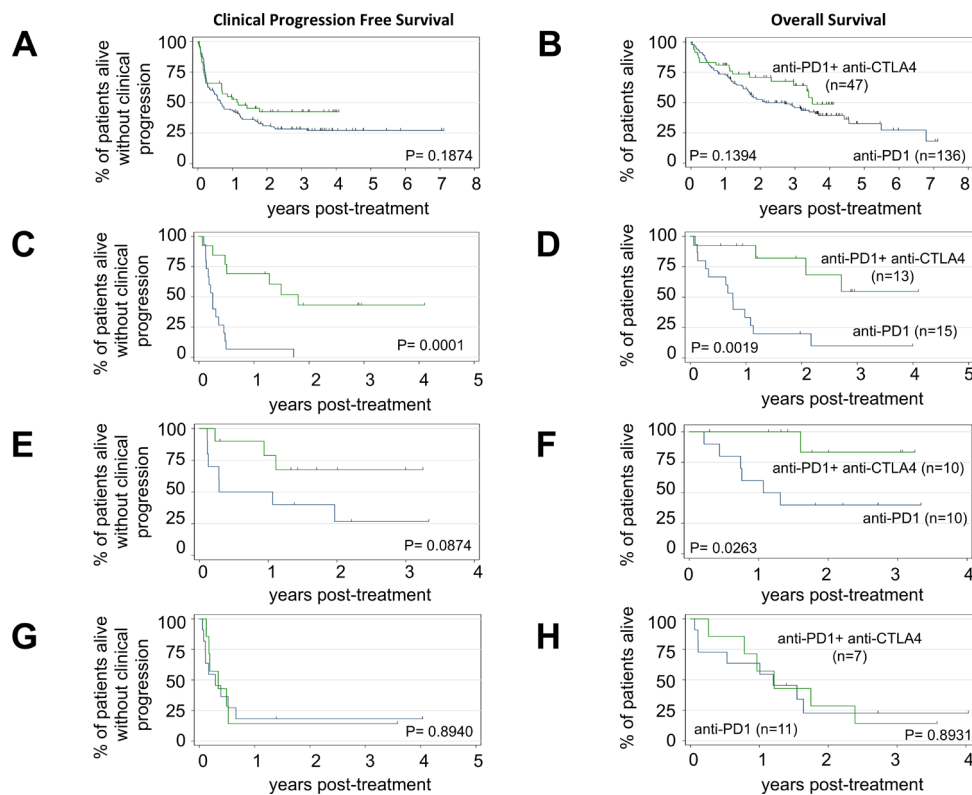 Clinical Progression Free Survival
Overall Survival
A
% of patients alive
without clinical
progression
100
75
50
25
0
P= 0.1874
0 1 2 3 4 5 6 7 8
years post-treatment
B
% of patients alive
100
75
50
25
0
anti-PD1+ anti-CTLA4
(n=47)
P= 0.1394
anti-PD1 (n=136)
0 1 2 3 4 5 6 7 8
years post-treatment
C
% of patients alive
without clinical
progression
100
75
50
25
0
P= 0.0001
0 1 2 3 4 5
years post-treatment
D
% of patients alive
100
75
50
25
0
anti-PD1+ anti-CTLA4
(n=13)
anti-PD1 (n=15)
P= 0.0019
0 1 2 3 4 5
years post-treatment
E
% of patients alive
without clinical
progression
100
75
50
25
0
P= 0.0874
0 1 2 3 4
years post-treatment
F
% of patients alive
100
75
50
25
0
anti-PD1+ anti-CTLA4 (n=10)
anti-PD1 (n=10)
P= 0.0263
0 1 2 3 4
years post-treatment
G
% of patients alive
without clinical
progression
100
75
50
25
0
P= 0.8940
0 1 2 3 4 5
years post-treatment
H
% of patients alive
100
75
50
25
0
anti-PD1+ anti-CTLA4
(n=7)
anti-PD1 (n=11)
P= 0.8931
0 1 2 3 4
years post-treatment